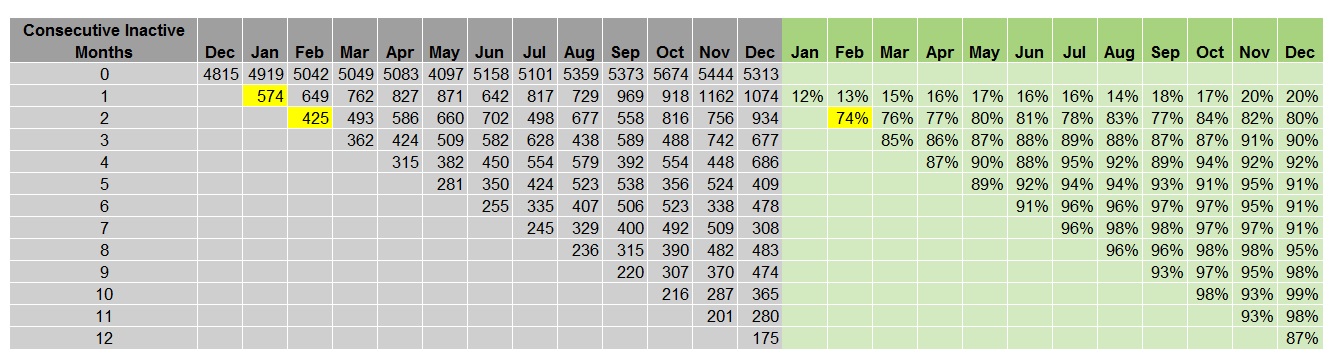 Consecutive Inactive
Months Dec Jan Feb Mar Apr May Jun Jul Aug Sep Oct Nov Dec Jan Feb Mar Apr May Jun Jul Aug Sep Oct Nov Dec
0 4815 4919 5042 5049 5083 4097 5158 5101 5359 5373 5674 5444 5313
1 574 649 762 827 871 642 817 729 969 918 1162 1074 12% 13% 15% 16% 17% 16% 16% 14% 18% 17% 20% 20%
2 425 493 586 660 702 498 677 558 816 756 934 74% 76% 77% 80% 81% 78% 83% 77% 84% 82% 80%
3 362 424 509 582 628 438 589 488 742 677 85% 86% 87% 88% 89% 88% 87% 87% 91% 90%
4 315 382 450 554 579 392 554 448 686 87% 90% 88% 95% 92% 89% 94% 92% 92%
5 281 350 424 523 538 356 524 409 89% 92% 94% 94% 93% 91% 95% 91%
6 255 335 407 506 523 338 478 91% 96% 96% 97% 97% 95% 91%
7 245 329 400 492 509 308 96% 98% 98% 97% 97% 91%
8 236 315 390 482 483 96% 96% 98% 98% 95%
9 220 307 370 474 93% 97% 95% 98%
10 216 287 365 98% 93% 99%
11 201 280 93% 98%
12 175 87%